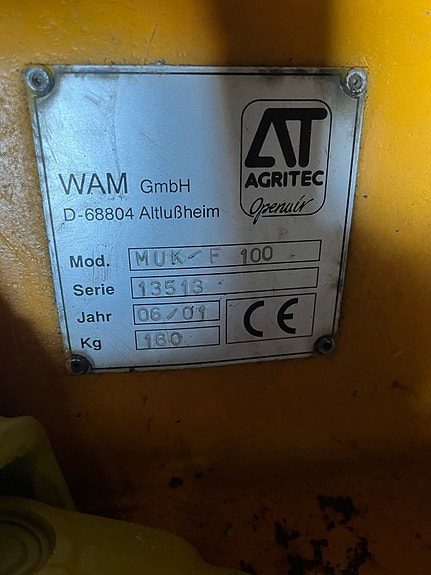 WAM GmbH
D-68804 Altlußheim
AT
AGRITEC
Openair
Mod. MUK-F 100
Serie 13513
Jahr 06/01
Kg 160
CE